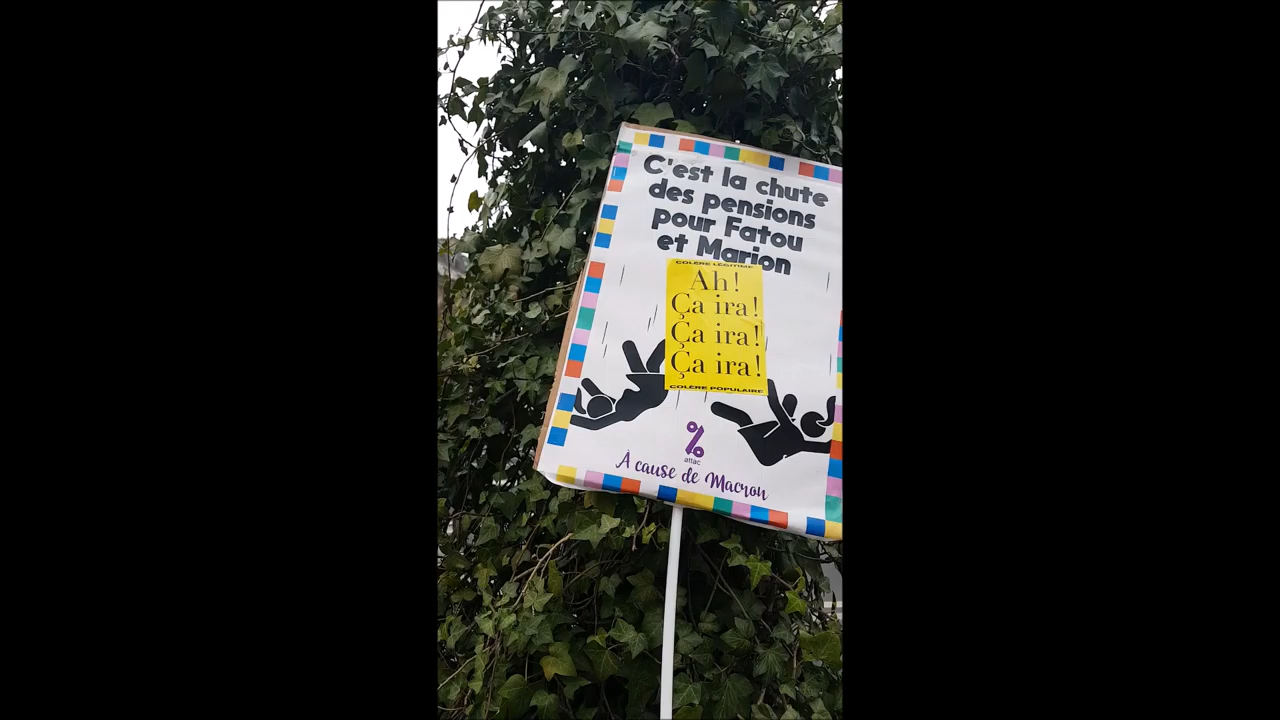 C'est la chute
des pensions
pour Fatou
et Marion
COLÈRE LÉGITIME
Ah!
Ça ira!
Ça ira!
Ça ira!
COLÈRE POPULAIRE
%
attac
À cause de Macron